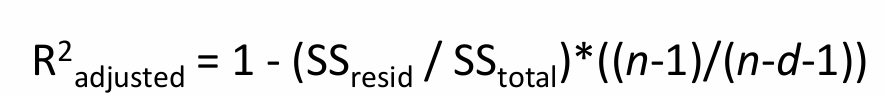 R²adjusted = 1 - (SSresid / SStotal)*((n-1)/(n-d-1))